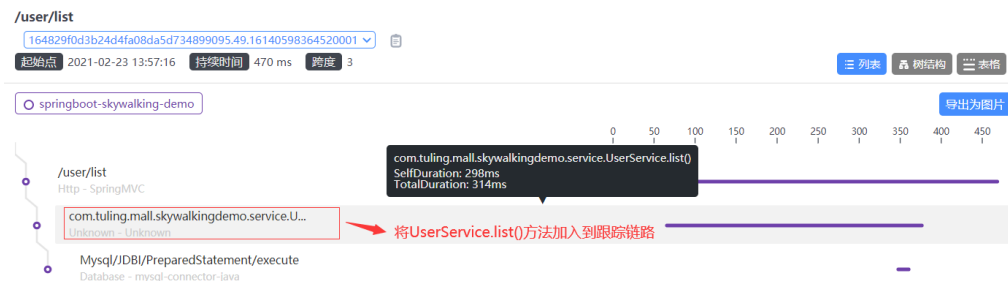 /user/list
164829f0d3b24d4fa08da5d734899095.49.16140598364520001
起始点 2021-02-23 13:57:16 持续时间 470 ms 跨度 3
列表 树结构 表格
springboot-skywalking-demo
导出为图片
0 50 100 150 200 250 300 350 400 450
com.tuling.mall.skywalkingdemo.service.UserService.list()
SelfDuration: 298ms
TotalDuration: 314ms
/user/list
Http - SpringMVC
com.tuling.mall.skywalkingdemo.service.U...
Unknown - Unknown
将UserService.list()方法加入到跟踪链路
Mysql/JDBI/PreparedStatement/execute
Database - mysql-connector-java